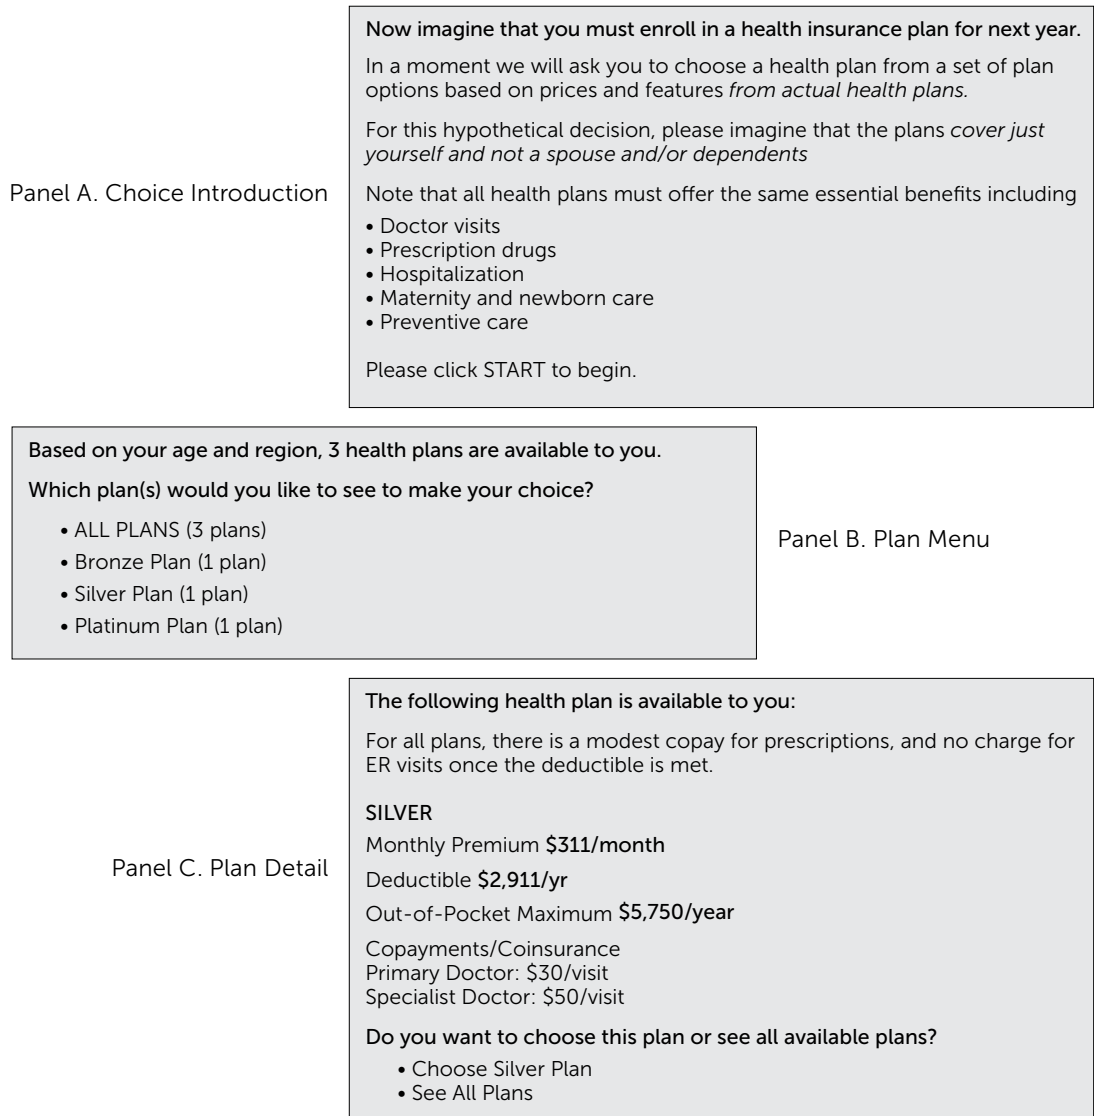 Panel A. Choice Introduction
Now imagine that you must enroll in a health insurance plan for next year.
In a moment we will ask you to choose a health plan from a set of plan
options based on prices and features from actual health plans.
For this hypothetical decision, please imagine that the plans cover just
yourself and not a spouse and/or dependents
Note that all health plans must offer the same essential benefits including
• Doctor visits
• Prescription drugs
• Hospitalization
• Maternity and newborn care
• Preventive care
Please click START to begin.
Based on your age and region, 3 health plans are available to you.
Which plan(s) would you like to see to make your choice?
• ALL PLANS (3 plans)
• Bronze Plan (1 plan)
• Silver Plan (1 plan)
• Platinum Plan (1 plan)
Panel B. Plan Menu
Panel C. Plan Detail
The following health plan is available to you:
For all plans, there is a modest copay for prescriptions, and no charge for
ER visits once the deductible is met.
SILVER
Monthly Premium $311/month
Deductible $2,911/yr
Out-of-Pocket Maximum $5,750/year
Copayments/Coinsurance
Primary Doctor: $30/visit
Specialist Doctor: $50/visit
Do you want to choose this plan or see all available plans?
• Choose Silver Plan
• See All Plans